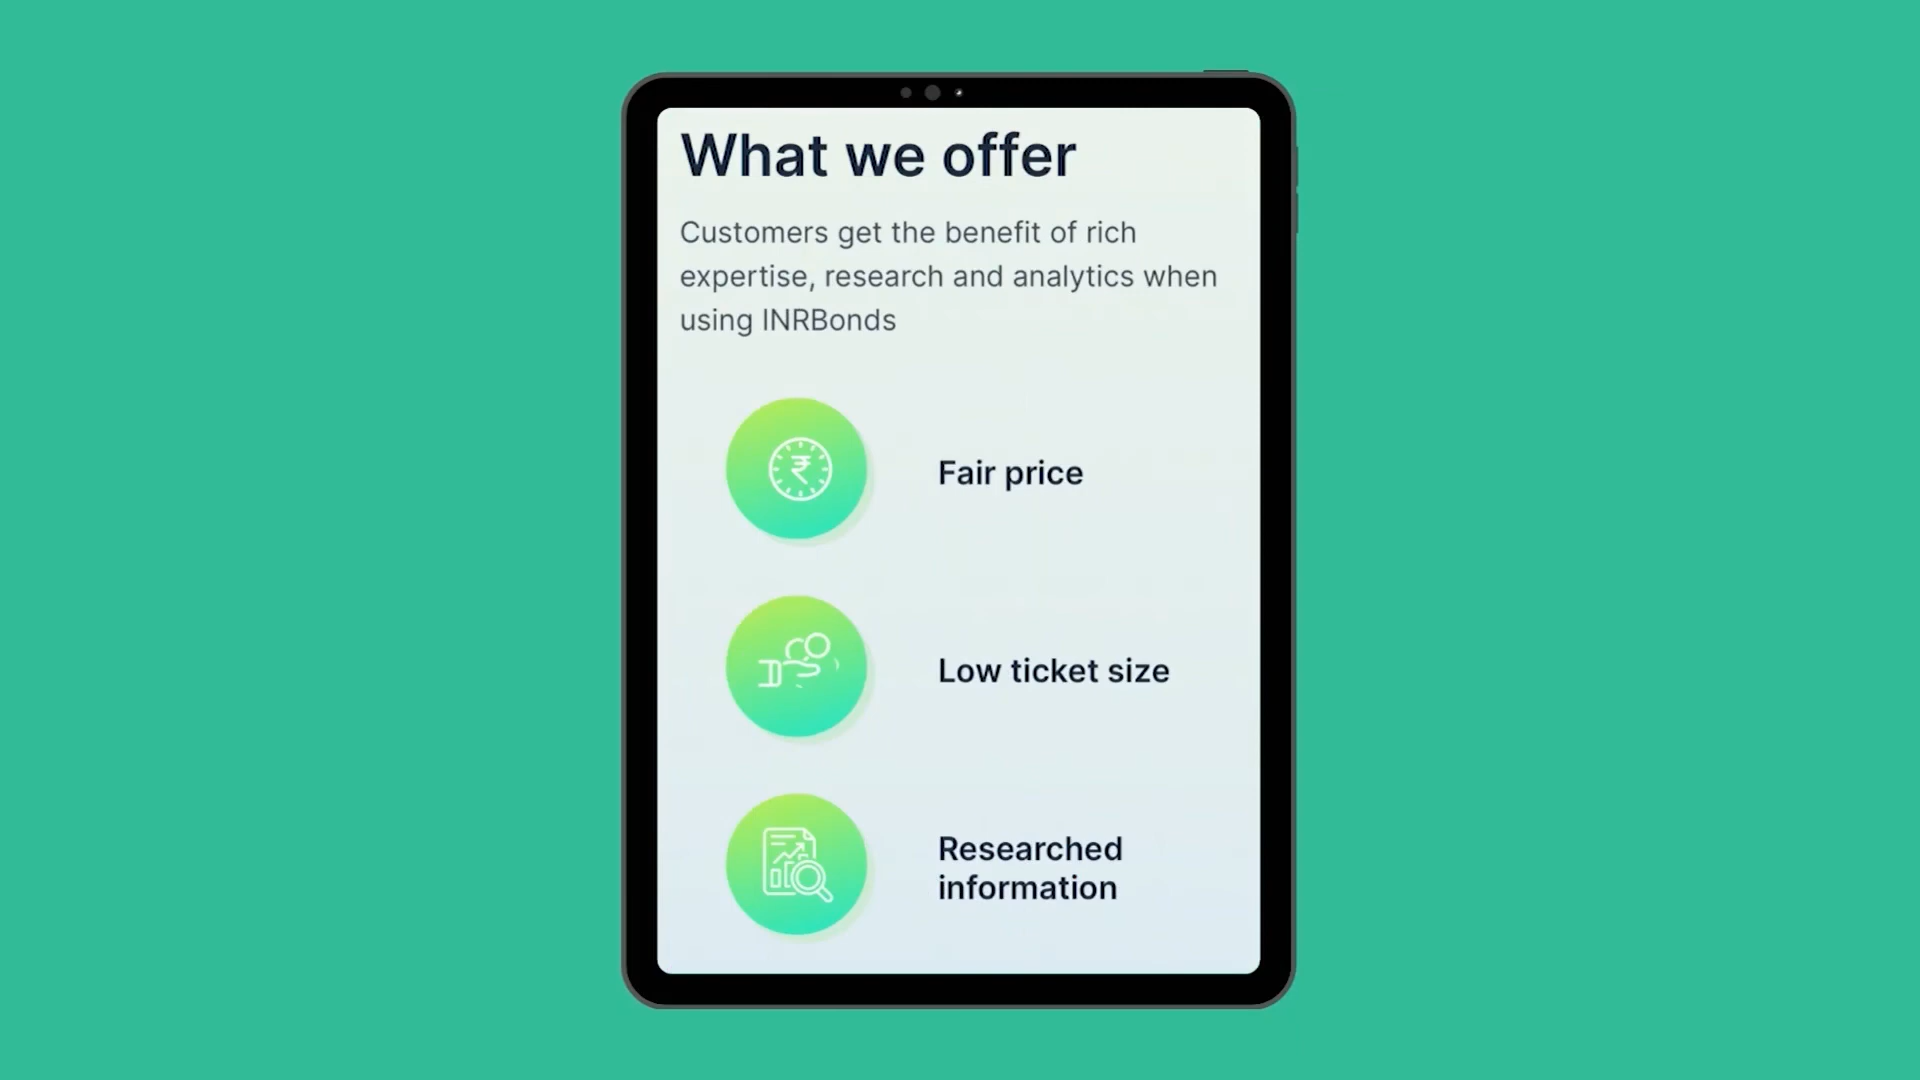 What we offer
Customers get the benefit of rich
expertise, research and analytics when
using INRBonds
₹
Fair price
Low ticket size
Researched
information